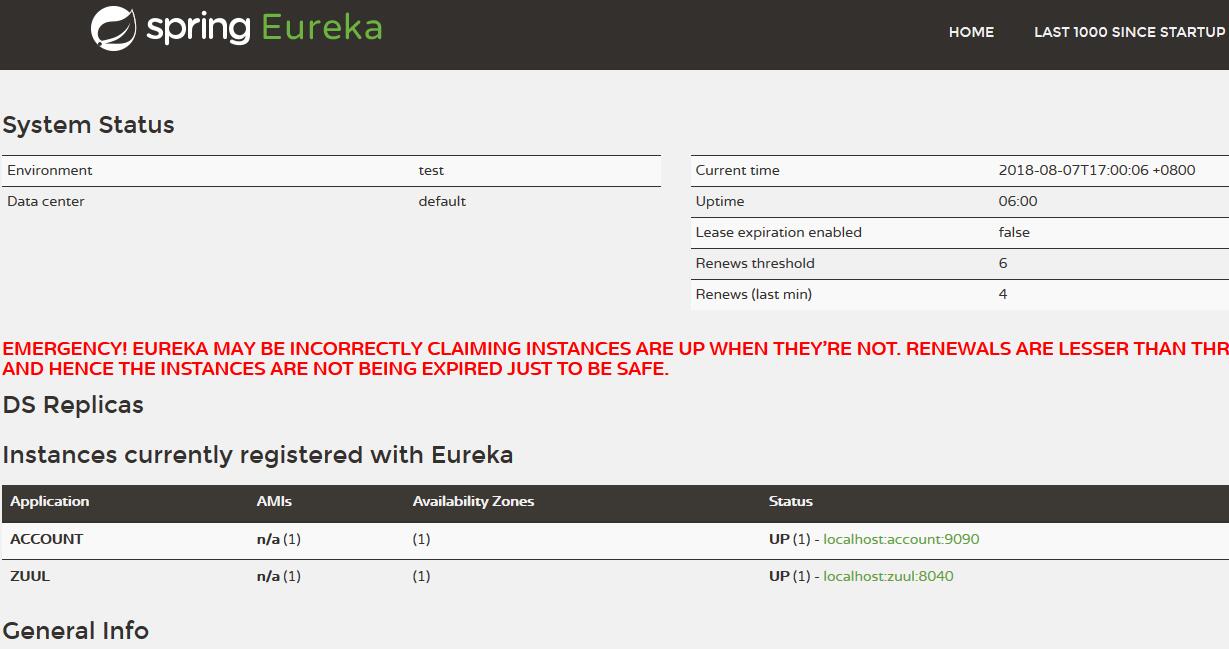 spring Eureka
HOME LAST 1000 SINCE STARTUP
System Status
Environment test
Data center default
Current time 2018-08-07T17:00:06 +0800
Uptime 06:00
Lease expiration enabled false
Renews threshold 6
Renews (last min) 4
EMERGENCY! EUREKA MAY BE INCORRECTLY CLAIMING INSTANCES ARE UP WHEN THEY'RE NOT. RENEWALS ARE LESSER THAN THR
AND HENCE THE INSTANCES ARE NOT BEING EXPIRED JUST TO BE SAFE.
DS Replicas
Instances currently registered with Eureka
Application AMIs Availability Zones Status
ACCOUNT n/a (1) (1) UP (1) - localhost:account:9090
ZUUL n/a (1) (1) UP (1) - localhost:zuul:8040
General Info